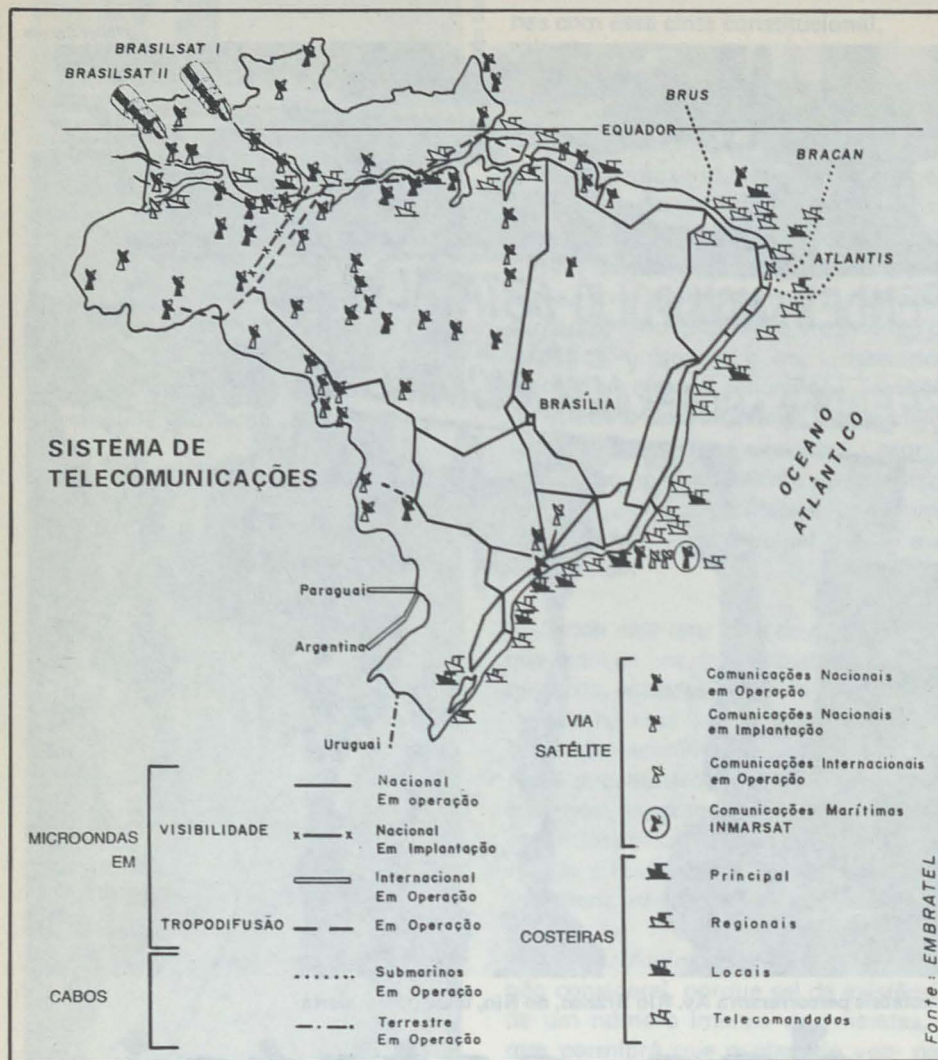 BRASILSAT I
BRASILSAT II
BRUS
EQUADOR
BRACAN
ATLANTIS
BRASÍLIA
OCEANO
ATLÂNTICO
SISTEMA DE
TELECOMUNICAÇÕES
Paraguai
Argentina
Uruguai
MICROONDAS
EM
VISIBILIDADE
Nacional
Em operação
Nacional
Em Implantação
Internacional
Em Operação
TROPODIFUSÃO
Em Operação
CABOS
Submarinos
Em Operação
Terrestre
Em Operação
VIA
SATÉLITE
Comunicações Nacionais
em Operação
Comunicações Nacionais
em Implantação
Comunicações Internacionais
em Operação
Comunicações Marítimas
INMARSAT
COSTEIRAS
Principal
Regionais
Locais
Telecomandadas
Fonte: EMBRATEL